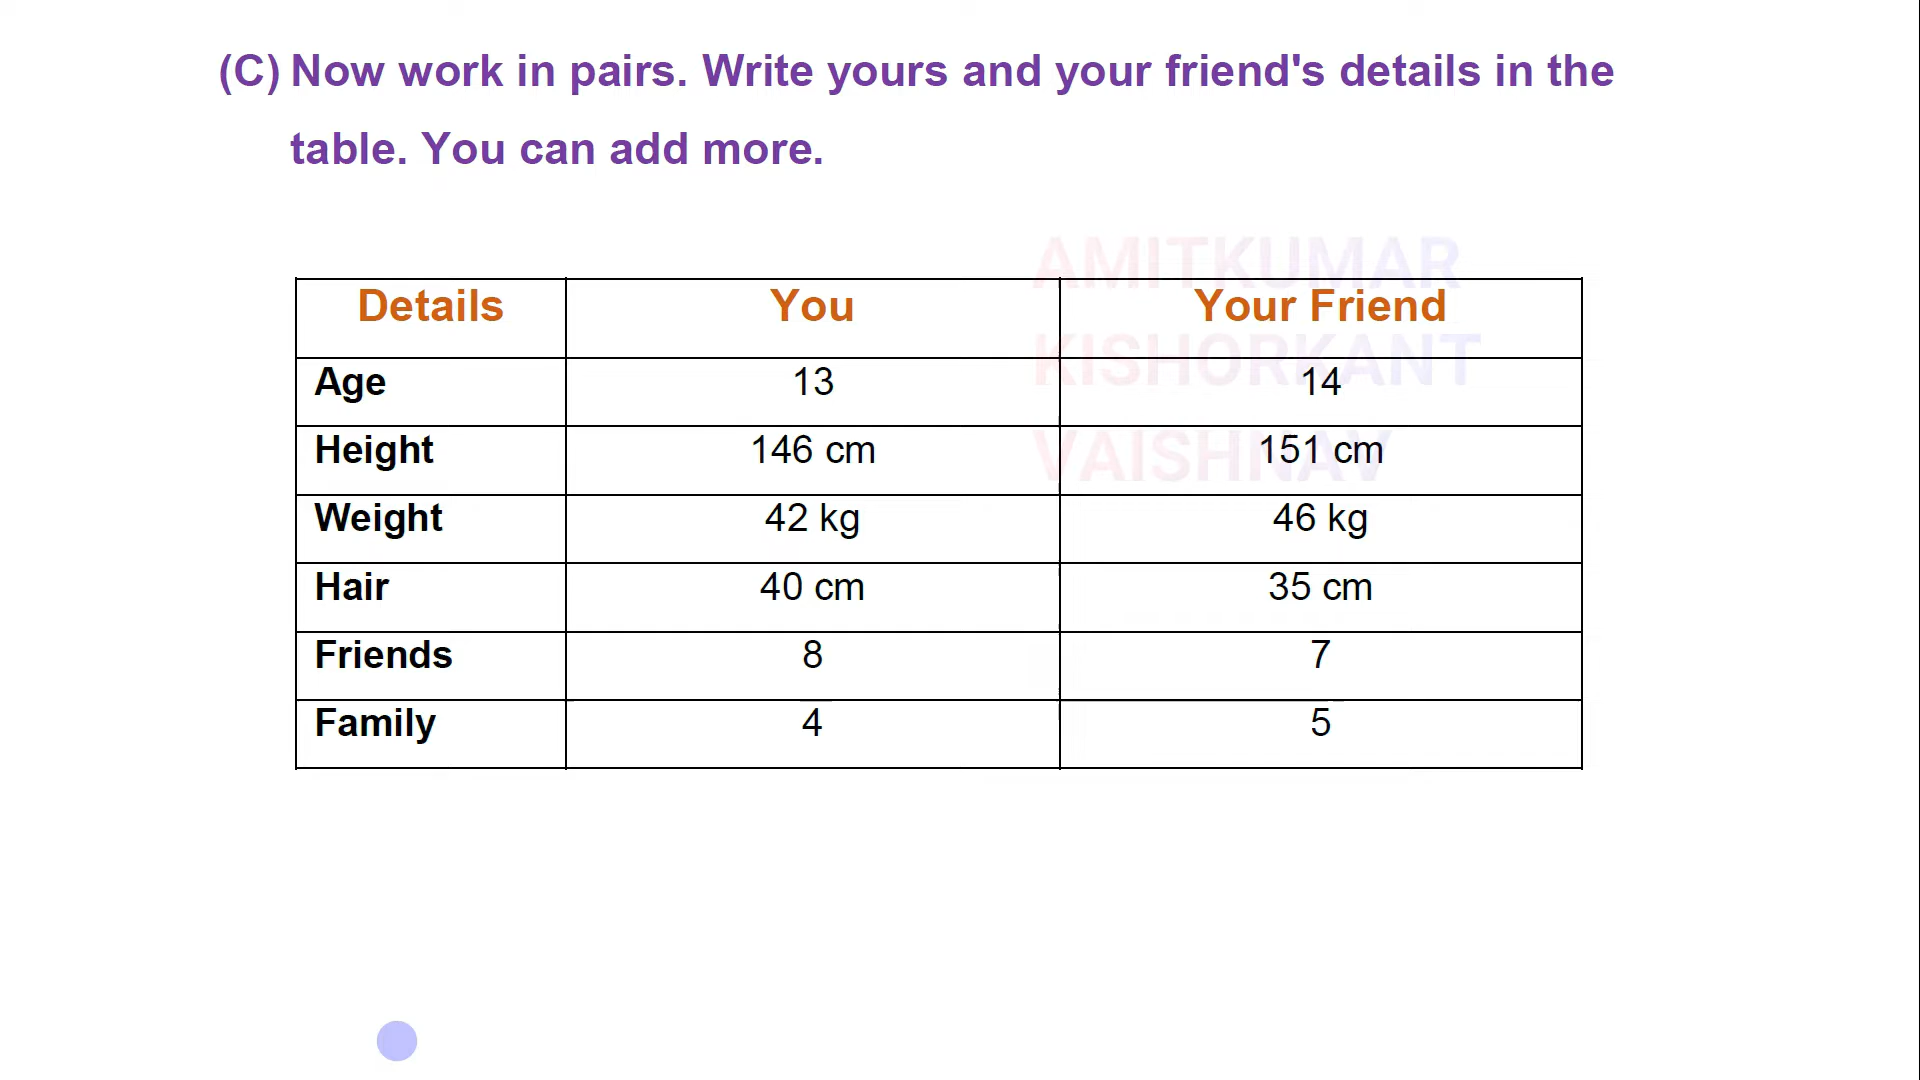 (C) Now work in pairs. Write yours and your friend's details in the
table. You can add more.
AMITKUMAR
KISHORKANT
VAISHNAV
Details You Your Friend
Age 13 14
Height 146 cm 151 cm
Weight 42 kg 46 kg
Hair 40 cm 35 cm
Friends 8 7
Family 4 5